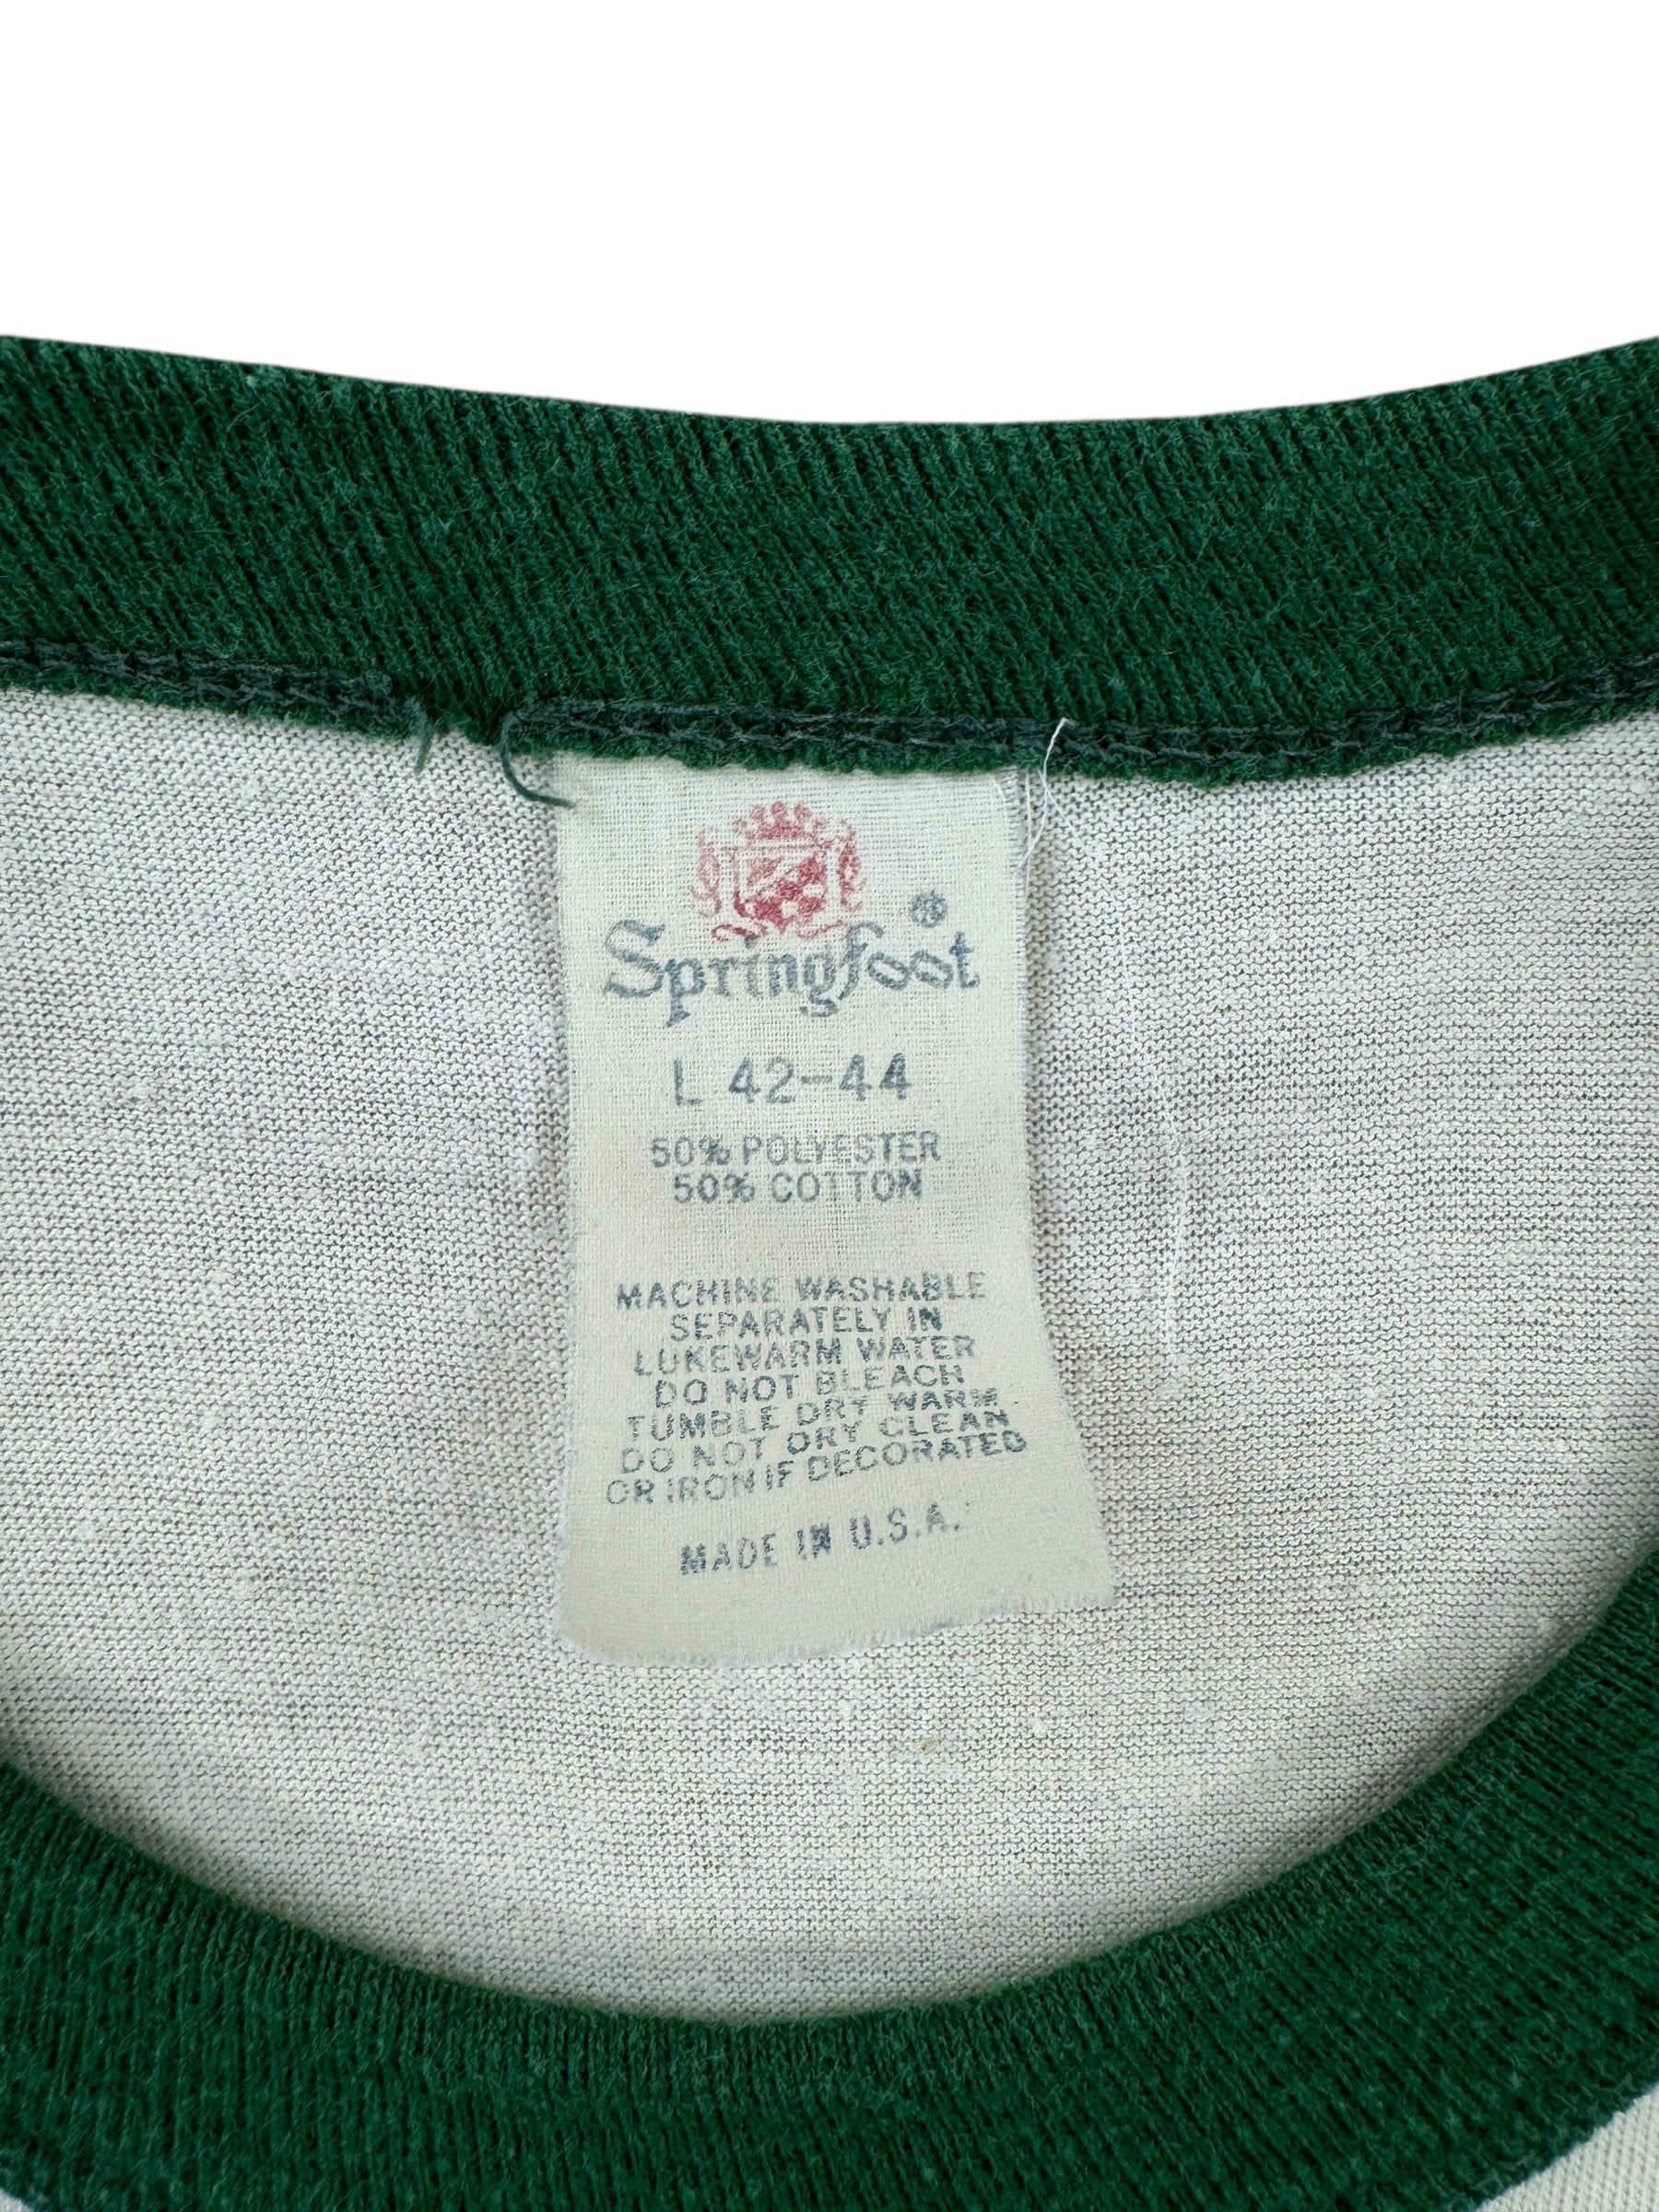 Springfoot®
L 42-44
50% POLYESTER
50% COTTON
MACHINE WASHABLE
SEPARATELY IN
LUKEWARM WATER
DO NOT BLEACH
TUMBLE DRY WARM
DO NOT DRY CLEAN
OR IRON IF DECORATED
MADE IN U.S.A.